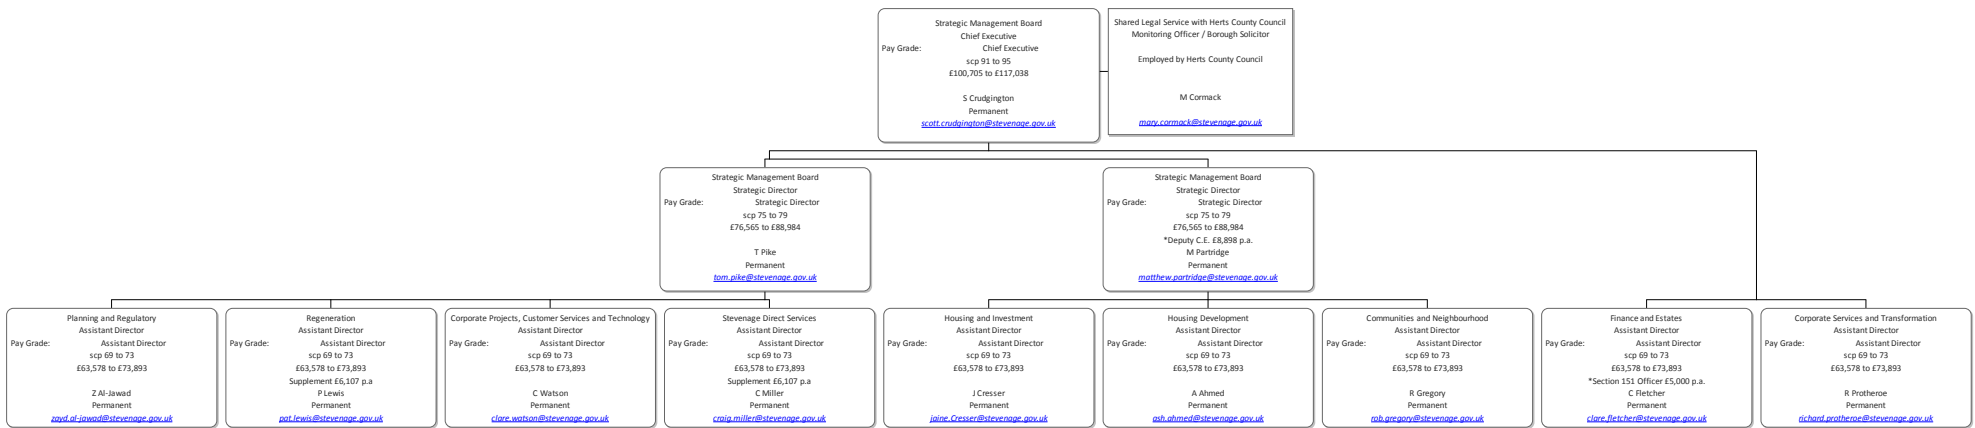 Strategic Management Board
Chief Executive
Pay Grade: Chief Executive
scp 91 to 95
£100,705 to £117,038
S Crudgington
Permanent
scott.crudgington@stevenage.gov.uk
Shared Legal Service with Herts County Council
Monitoring Officer / Borough Solicitor
Employed by Herts County Council
M Cormack
mary.cormack@stevenage.gov.uk
Strategic Management Board
Strategic Director
Pay Grade: Strategic Director
scp 75 to 79
£76,565 to £88,984
T Pike
Permanent
tom.pike@stevenage.gov.uk
Strategic Management Board
Strategic Director
Pay Grade: Strategic Director
scp 75 to 79
£76,565 to £88,984
*Deputy C.E. £8,898 p.a.
M Partridge
Permanent
matthew.partridge@stevenage.gov.uk
Planning and Regulatory
Assistant Director
Pay Grade: Assistant Director
scp 69 to 73
£63,578 to £73,893
Z Al-Jawad
Permanent
zayd.al-jawad@stevenage.gov.uk
Regeneration
Assistant Director
Pay Grade: Assistant Director
scp 69 to 73
£63,578 to £73,893
Supplement £6,107 p.a
P Lewis
Permanent
pat.lewis@stevenage.gov.uk
Corporate Projects, Customer Services and Technology
Assistant Director
Pay Grade: Assistant Director
scp 69 to 73
£63,578 to £73,893
C Watson
Permanent
clare.watson@stevenage.gov.uk
Stevenage Direct Services
Assistant Director
Pay Grade: Assistant Director
scp 69 to 73
£63,578 to £73,893
Supplement £6,107 p.a
C Miller
Permanent
craig.miller@stevenage.gov.uk
Housing and Investment
Assistant Director
Pay Grade: Assistant Director
scp 69 to 73
£63,578 to £73,893
J Cresser
Permanent
jaine.Cresser@stevenage.gov.uk
Housing Development
Assistant Director
Pay Grade: Assistant Director
scp 69 to 73
£63,578 to £73,893
A Ahmed
Permanent
ash.ahmed@stevenage.gov.uk
Communities and Neighbourhood
Assistant Director
Pay Grade: Assistant Director
scp 69 to 73
£63,578 to £73,893
R Gregory
Permanent
rob.gregory@stevenage.gov.uk
Finance and Estates
Assistant Director
Pay Grade: Assistant Director
scp 69 to 73
£63,578 to £73,893
*Section 151 Officer £5,000 p.a.
C Fletcher
Permanent
clare.fletcher@stevenage.gov.uk
Corporate Services and Transformation
Assistant Director
Pay Grade: Assistant Director
scp 69 to 73
£63,578 to £73,893
R Protheroe
Permanent
richard.protheroe@stevenage.gov.uk